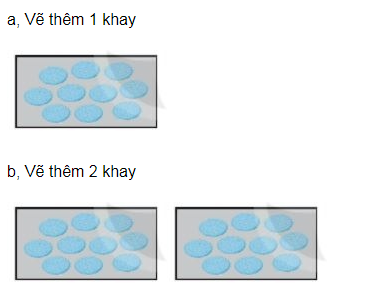 a, Vẽ thêm 1 khay
b, Vẽ thêm 2 khay